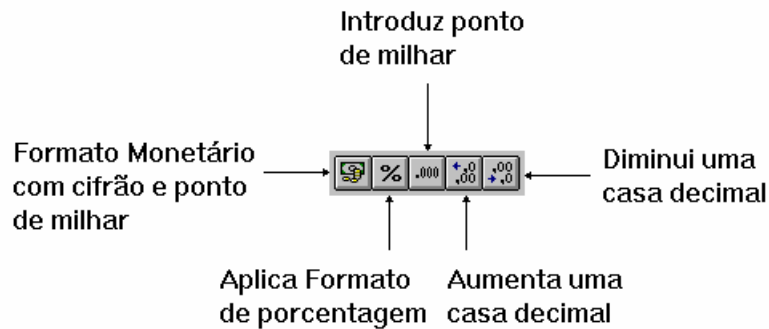 Introduz ponto
de milhar
Formato Monetário
com cifrão e ponto
de milhar
% .000 ,0 ,00 ,00 ,0
Diminui uma
casa decimal
Aplica Formato
de porcentagem
Aumenta uma
casa decimal